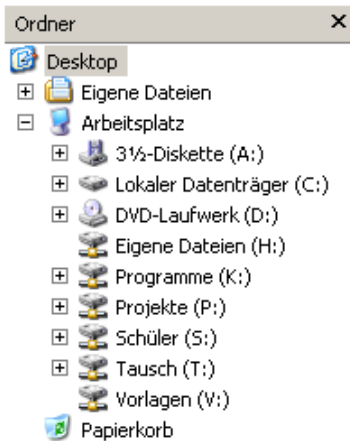 Ordner
Desktop
Eigene Dateien
Arbeitsplatz
3½-Diskette (A:)
Lokaler Datenträger (C:)
DVD-Laufwerk (D:)
Eigene Dateien (H:)
Programme (K:)
Projekte (P:)
Schüler (S:)
Tausch (T:)
Vorlagen (V:)
Papierkorb